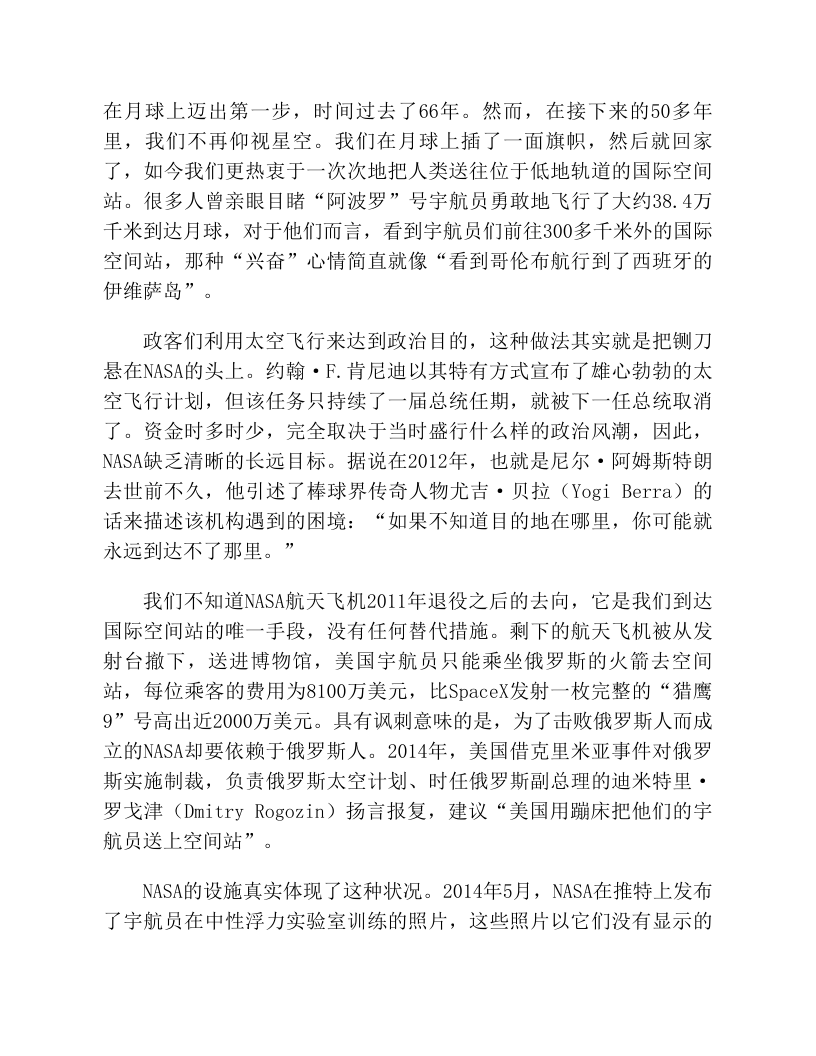 在月球上迈出第一步，时间过去了66年。然而，在接下来的50多年
里，我们不再仰视星空。我们在月球上插了一面旗帜，然后就回家
了，如今我们更热衷于一次次地把人类送往位于低地轨道的国际空间
站。很多人曾亲眼目睹“阿波罗”号宇航员勇敢地飞行了大约38.4万
千米到达月球，对于他们而言，看到宇航员们前往300多千米外的国际
空间站，那种“兴奋”心情简直就像“看到哥伦布航行到了西班牙的
伊维萨岛”。
政客们利用太空飞行来达到政治目的，这种做法其实就是把铡刀
悬在NASA的头上。约翰·F.肯尼迪以其特有方式宣布了雄心勃勃的太
空飞行计划，但该任务只持续了一届总统任期，就被下一任总统取消
了。资金时多时少，完全取决于当时盛行什么样的政治风潮，因此，
NASA缺乏清晰的长远目标。据说在2012年，也就是尼尔·阿姆斯特朗
去世前不久，他引述了棒球界传奇人物尤吉·贝拉（Yogi Berra）的
话来描述该机构遇到的困境：“如果不知道目的地在哪里，你可能就
永远到达不了那里。”
我们不知道NASA航天飞机2011年退役之后的去向，它是我们到达
国际空间站的唯一手段，没有任何替代措施。剩下的航天飞机被从发
射台撤下，送进博物馆，美国宇航员只能乘坐俄罗斯的火箭去空间
站，每位乘客的费用为8100万美元，比SpaceX发射一枚完整的“猎鹰
9”号高出近2000万美元。具有讽刺意味的是，为了击败俄罗斯人而成
立的NASA却要依赖于俄罗斯人。2014年，美国借克里米亚事件对俄罗
斯实施制裁，负责俄罗斯太空计划、时任俄罗斯副总理的迪米特里·
罗戈津（Dmitry Rogozin）扬言报复，建议“美国用蹦床把他们的宇
航员送上空间站”。
NASA的设施真实体现了这种状况。2014年5月，NASA在推特上发布
了宇航员在中性浮力实验室训练的照片，这些照片以它们没有显示的